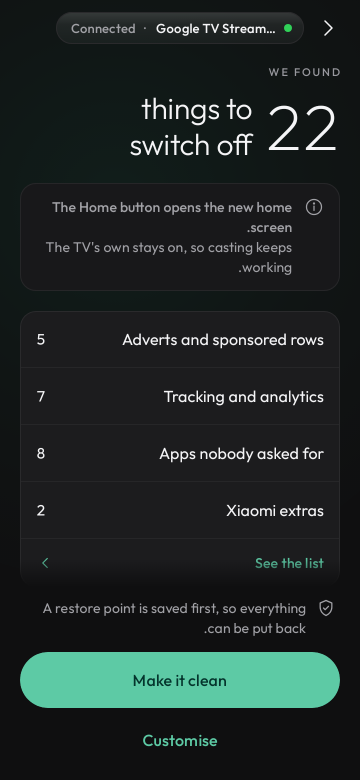 Connected · Google TV Stream...
WE FOUND
22 things to
switch off
The Home button opens the new home
screen.
The TV's own stays on, so casting keeps
working.
Adverts and sponsored rows 5
Tracking and analytics 7
Apps nobody asked for 8
Xiaomi extras 2
See the list
A restore point is saved first, so everything
can be put back.
Make it clean
Customise